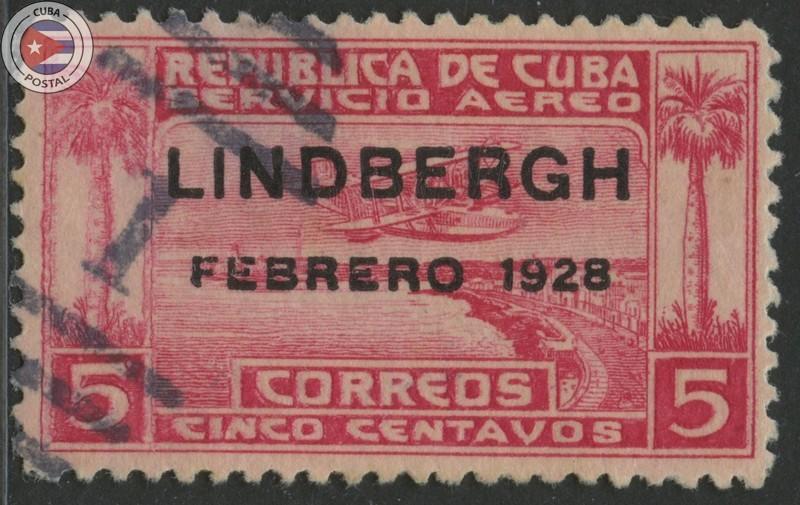 CUBA
POSTAL
REPUBLICA DE CUBA
SERVICIO AEREO
LINDBERGH
FEBRERO 1928
5 CORREOS 5
CINCO CENTAVOS